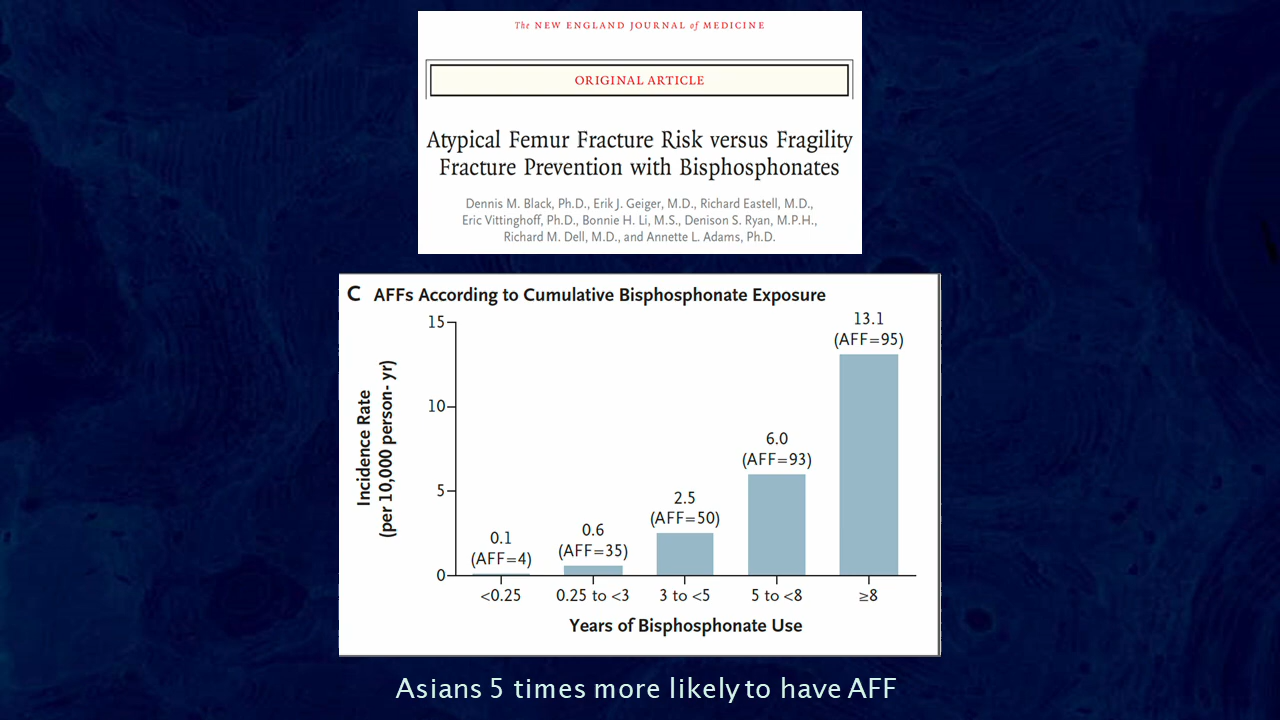 The NEW ENGLAND JOURNAL of MEDICINE
ORIGINAL ARTICLE
Atypical Femur Fracture Risk versus Fragility
Fracture Prevention with Bisphosphonates
Dennis M. Black, Ph.D., Erik J. Geiger, M.D., Richard Eastell, M.D.,
Eric Vittinghoff, Ph.D., Bonnie H. Li, M.S., Denison S. Ryan, M.P.H.,
Richard M. Dell, M.D., and Annette L. Adams, Ph.D.
C AFFs According to Cumulative Bisphosphonate Exposure
Incidence Rate
(per 10,000 person- yr)
15
10
5
0
0.1
(AFF=4)
0.6
(AFF=35)
2.5
(AFF=50)
6.0
(AFF=93)
13.1
(AFF=95)
<0.25
0.25 to <3
3 to <5
5 to <8
≥8
Years of Bisphosphonate Use
Asians 5 times more likely to have AFF